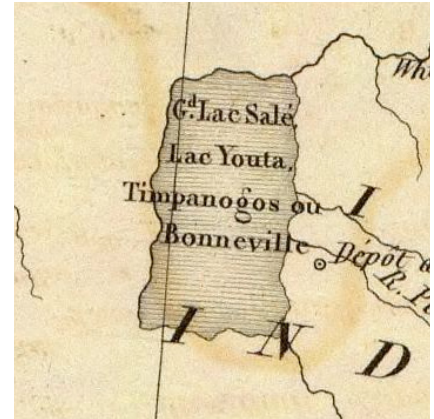 Gd. Lac Salé,
Lac Youta,
Timpanogos ou
Bonneville
Dépôt
R.
I
I N D